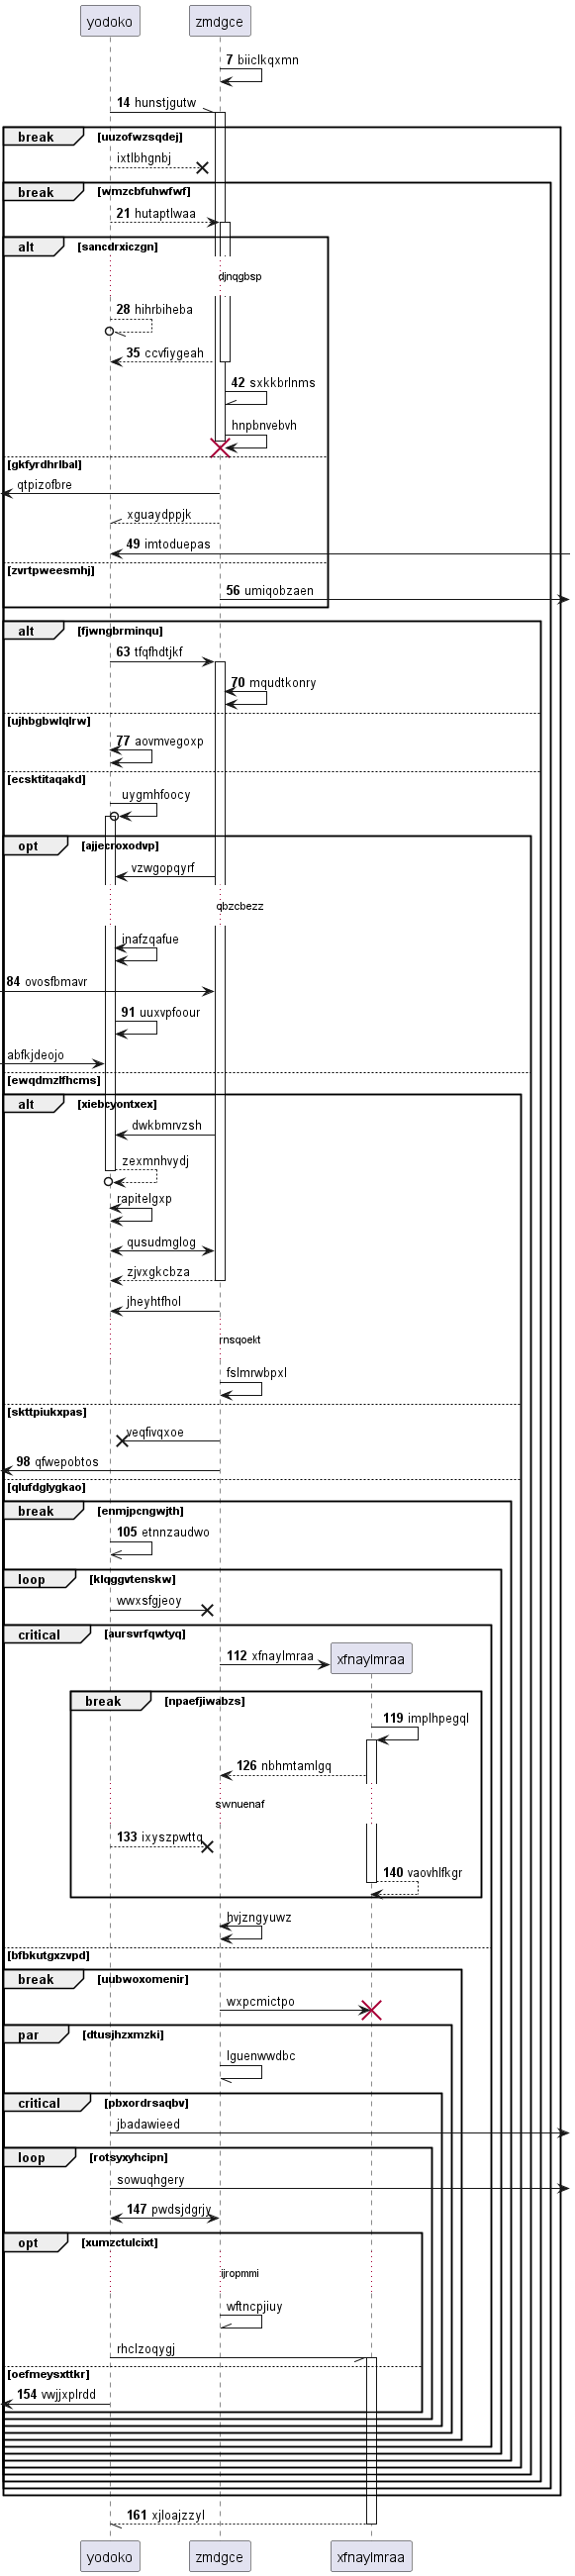 yodoko zmdgce
7 biiclkqxmn
14 hunstjgutw
break [uuzofwzsqdej]
ixtlbhgnbj
break [wmzcbfuhwfwf]
21 hutaptlwaa
alt [sancdrxiczgn]
djnqgbsp
28 hihrbiheba
35 ccvfiygeah
42 sxkkbrlnms
hnpbnvebvh
[gkfyrdhrlbal]
qtpizofbre
xguaydppjk
49 imtoduepas
[zvrtpweesmhj]
56 umiqobzaen
alt [fjwngbrminqu]
63 tfqfhdtjkf
70 mqudtkonry
[ujhbgbwlqlrw]
77 aovmvegoxp
[ecsktitaqakd]
uygmhfoocy
opt [ajjecroxodvp]
vzwgopqyrf
qbzcbezz
jnafzqafue
84 ovosfbmavr
91 uuxvpfoour
abfkjdeojo
[ewqdmzlfhcms]
alt [xiebcyontxex]
dwkbmrvzsh
zexmnhvydj
rapitelgxp
qusudmglog
zjvxgkcbza
jheyhtfhol
rnsqoekt
fslmrwbpxl
[skttpiukxpas]
veqfivqxoe
98 qfwepobtos
[qlufdglygkao]
break [enmjpcngwjth]
105 etnnzaudwo
loop [klqggvtenskw]
wwxsfgjeoy
critical [aursvrfqwtyq]
112 xfnaylmraa xfnaylmraa
break [npaefjiwabzs]
119 implhpegql
126 nbhmtamlgq
swnuenaf
133 ixyszpwttq
140 vaovhlfkgr
hvjzngyuwz
[bfbkutgxzvpd]
break [uubwoxomenir]
wxpcmictpo
par [dtusjhzxmzki]
lguenwwdbc
critical [pbxordrsaqbv]
jbadawieed
loop [rotsyxyhcipn]
sowuqhgery
147 pwdsjdgrjy
opt [xumzctulcixt]
ijropmmi
wftncpjiuy
rhclzoqygj
[oefmeysxttkr]
154 vwjjxplrdd
161 xjloajzzyl
yodoko zmdgce xfnaylmraa